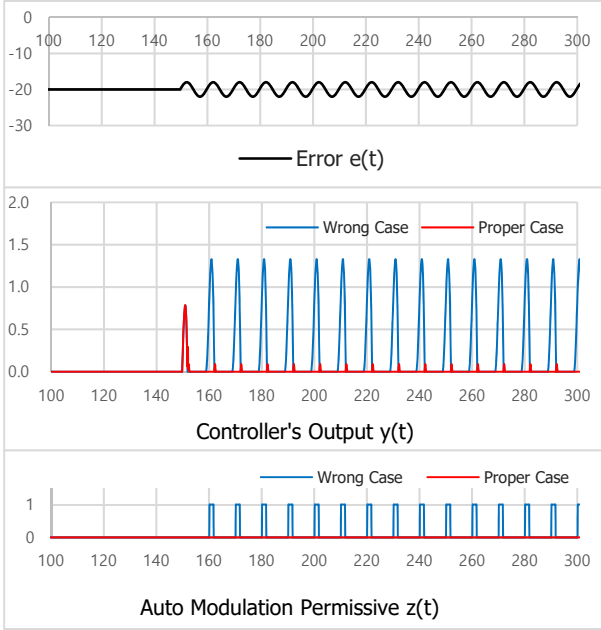 0
100 120 140 160 180 200 220 240 260 280 300
-10
-20
-30
Error e(t)
2.0
Wrong Case Proper Case
1.5
1.0
0.5
0.0
100 120 140 160 180 200 220 240 260 280 300
Controller's Output y(t)
Wrong Case Proper Case
1
0
100 120 140 160 180 200 220 240 260 280 300
Auto Modulation Permissive z(t)